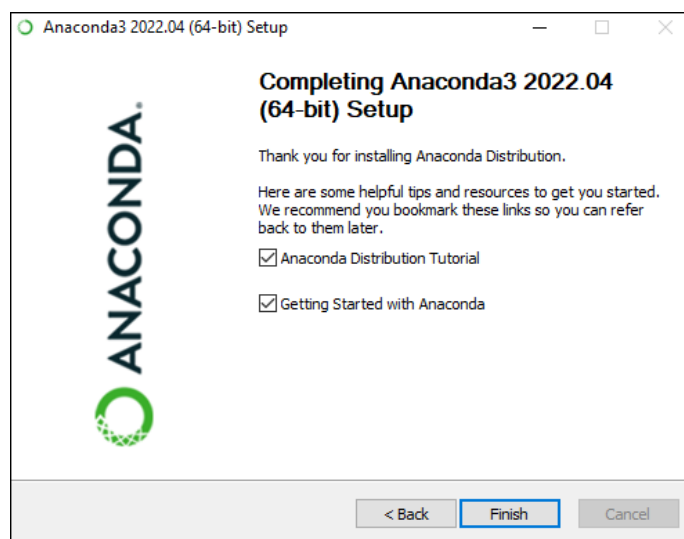 Anaconda3 2022.04 (64-bit) Setup
ANACONDA.
Completing Anaconda3 2022.04
(64-bit) Setup
Thank you for installing Anaconda Distribution.
Here are some helpful tips and resources to get you started.
We recommend you bookmark these links so you can refer
back to them later.
Anaconda Distribution Tutorial
Getting Started with Anaconda
< Back
Finish
Cancel